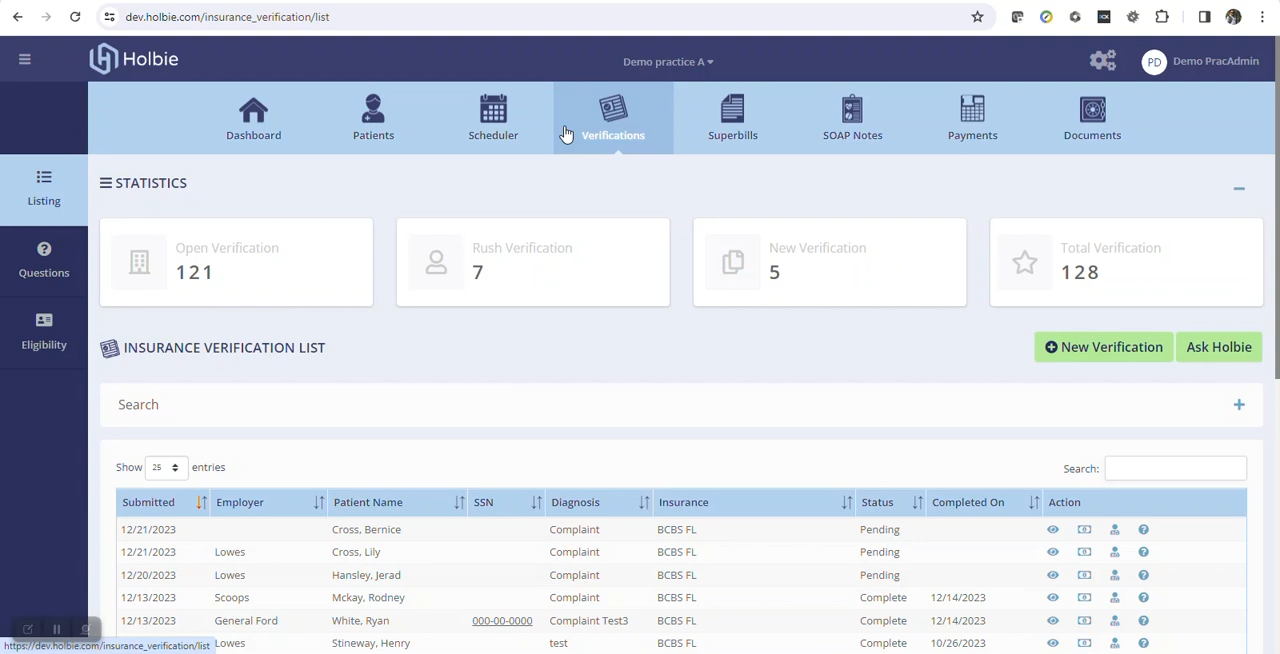 dev.holbie.com/insurance_verification/list
Holbie
Demo practice A
PD
Demo PracAdmin
Dashboard
Patients
Scheduler
Verifications
Superbills
SOAP Notes
Payments
Documents
Listing
Questions
Eligibility
STATISTICS
Open Verification
121
Rush Verification
7
New Verification
5
Total Verification
128
INSURANCE VERIFICATION LIST
New Verification
Ask Holbie
Search
Show 25 entries
Search:
Submitted Employer Patient Name SSN Diagnosis Insurance Status Completed On Action
12/21/2023 Cross, Bernice Complaint BCBS FL Pending
12/21/2023 Lowes Cross, Lily Complaint BCBS FL Pending
12/20/2023 Lowes Hansley, Jerad Complaint BCBS FL Pending
12/13/2023 Scoops Mckay, Rodney Complaint BCBS FL Complete 12/14/2023
12/13/2023 General Ford White, Ryan 000-00-0000 Complaint Test3 BCBS FL Complete 12/14/2023
Lowes Stineway, Henry test BCBS FL Complete 10/26/2023
https://dev.holbie.com/insurance_verification/list